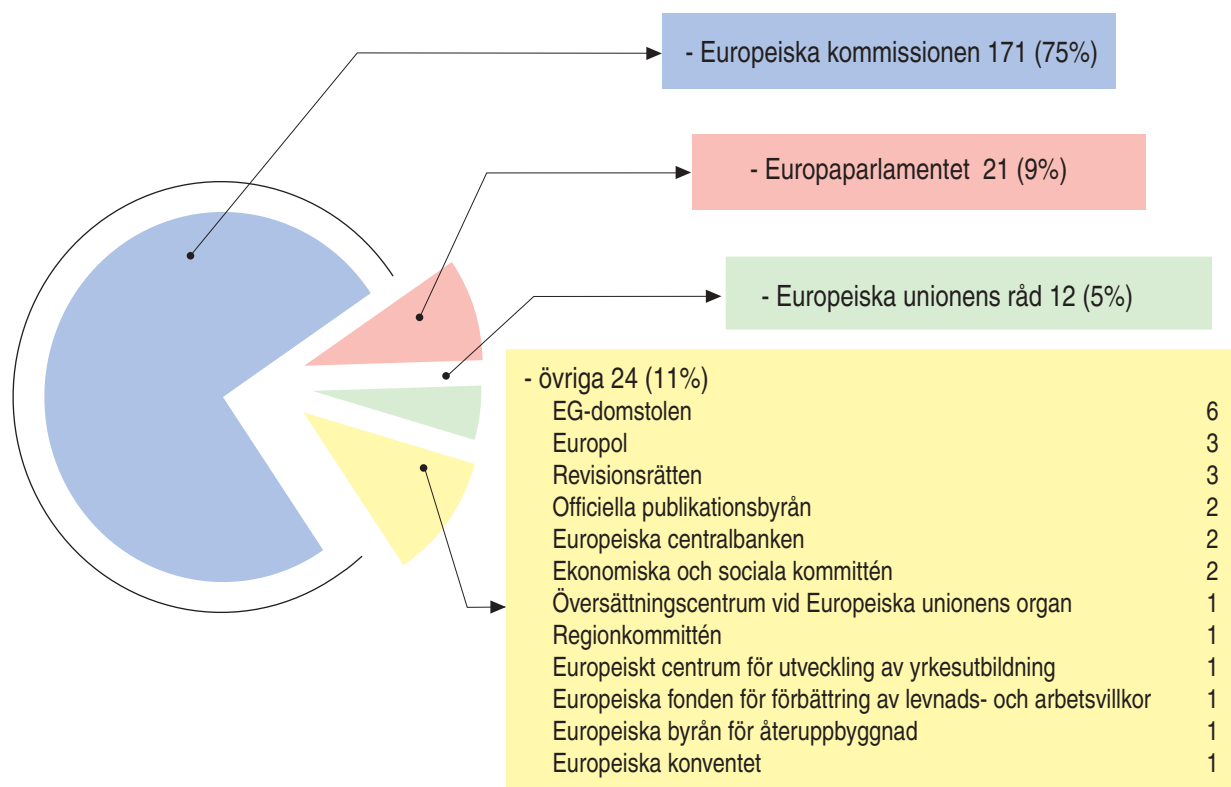 - Europeiska kommissionen 171 (75%)
- Europaparlamentet 21 (9%)
- Europeiska unionens råd 12 (5%)
- övriga 24 (11%)
EG-domstolen 6
Europol 3
Revisionsrätten 3
Officiella publikationsbyrån 2
Europeiska centralbanken 2
Ekonomiska och sociala kommittén 2
Översättningscentrum vid Europeiska unionens organ 1
Regionkommittén 1
Europeiskt centrum för utveckling av yrkesutbildning 1
Europeiska fonden för förbättring av levnads- och arbetsvillkor 1
Europeiska byrån för återuppbyggnad 1
Europeiska konventet 1